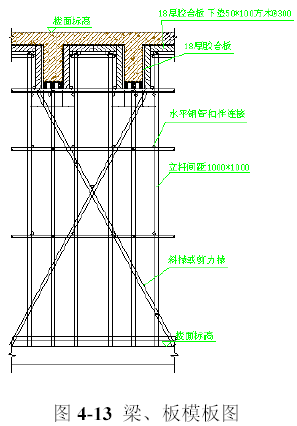 18厚胶合板 下垫50*100方木@300
楼面标高
18厚胶合板
水平钢管扣件连接
立杆间距1000*1000
斜撑或剪力撑
楼面标高
图 4-13 梁、板模板图